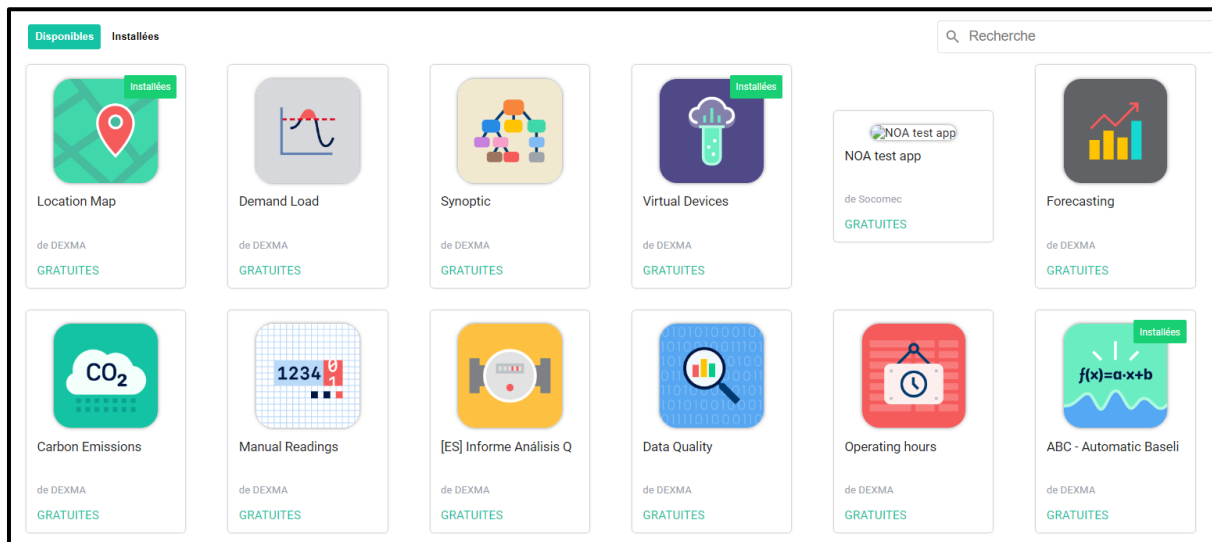 Disponibles Installées Recherche
Installées Installées
NOA test app
Location Map Demand Load Synoptic Virtual Devices NOA test app Forecasting
de DEXMA de DEXMA de DEXMA de DEXMA de Socomec de DEXMA
GRATUITES GRATUITES GRATUITES GRATUITES GRATUITES GRATUITES
Installées
CO2 1234 0 1 f(x)=a·x+b
Carbon Emissions Manual Readings [ES] Informe Análisis Q Data Quality Operating hours ABC - Automatic Baseli
de DEXMA de DEXMA de DEXMA de DEXMA de DEXMA de DEXMA
GRATUITES GRATUITES GRATUITES GRATUITES GRATUITES GRATUITES